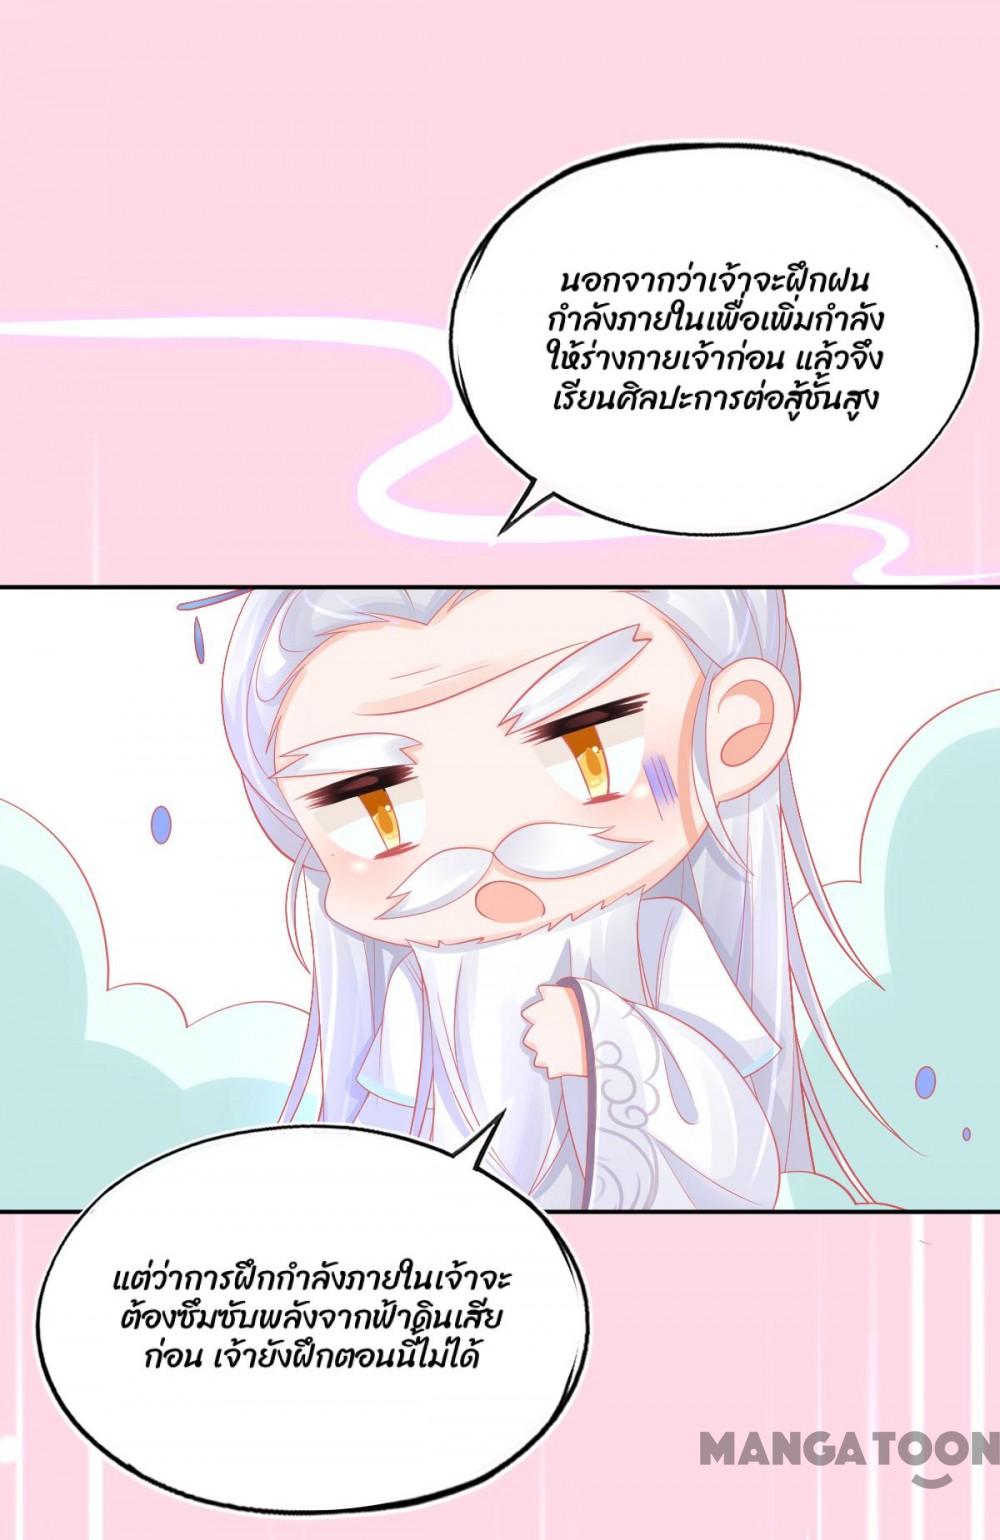 นอกจากว่าเจ้าจะฝึกฝน
กำลังภายในเพื่อเพิ่มกำลัง
ให้ร่างกายเจ้าก่อน แล้วจึง
เรียนศิลปะการต่อสู้ชั้นสูง
แต่ว่าการฝึกกำลังภายในเจ้าจะ
ต้องซึมซับพลังจากฟ้าดินเสีย
ก่อน เจ้ายังฝึกตอนนี้ไม่ได้
MANGATOON